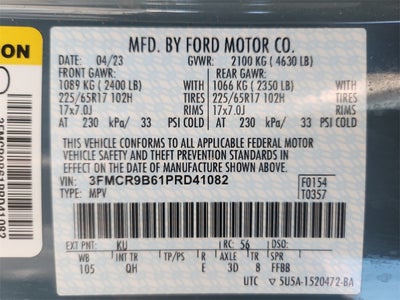 MFD. BY FORD MOTOR CO.
DATE: 04/23 GVWR: 2100 KG ( 4630 LB)
FRONT GAWR: REAR GAWR:
1089 KG ( 2400 LB) 1066 KG ( 2350 LB)
225/65R17 102H TIRES 225/65R17 102H
17x7.0J RIMS 17x7.0J
AT 230 kPa/ 33 PSI COLD AT 230 kPa/ 33 PSI COLD
THIS VEHICLE CONFORMS TO ALL APPLICABLE FEDERAL MOTOR
VEHICLE SAFETY AND THEFT PREVENTION STANDARDS IN
EFFECT ON THE DATE OF MANUFACTURE SHOWN ABOVE.
VIN: 3FMCR9B61PRD41082 F0154
TYPE: MPV T0357
EXT PNT: KU RC: 56 DSO:
WB INT TR TP/PS R AXLE TR SPR
105 QH E 3D 8 FFBB
UTC ▽ 5U5A-1520472-BA
3FMCR9B61PRD41082